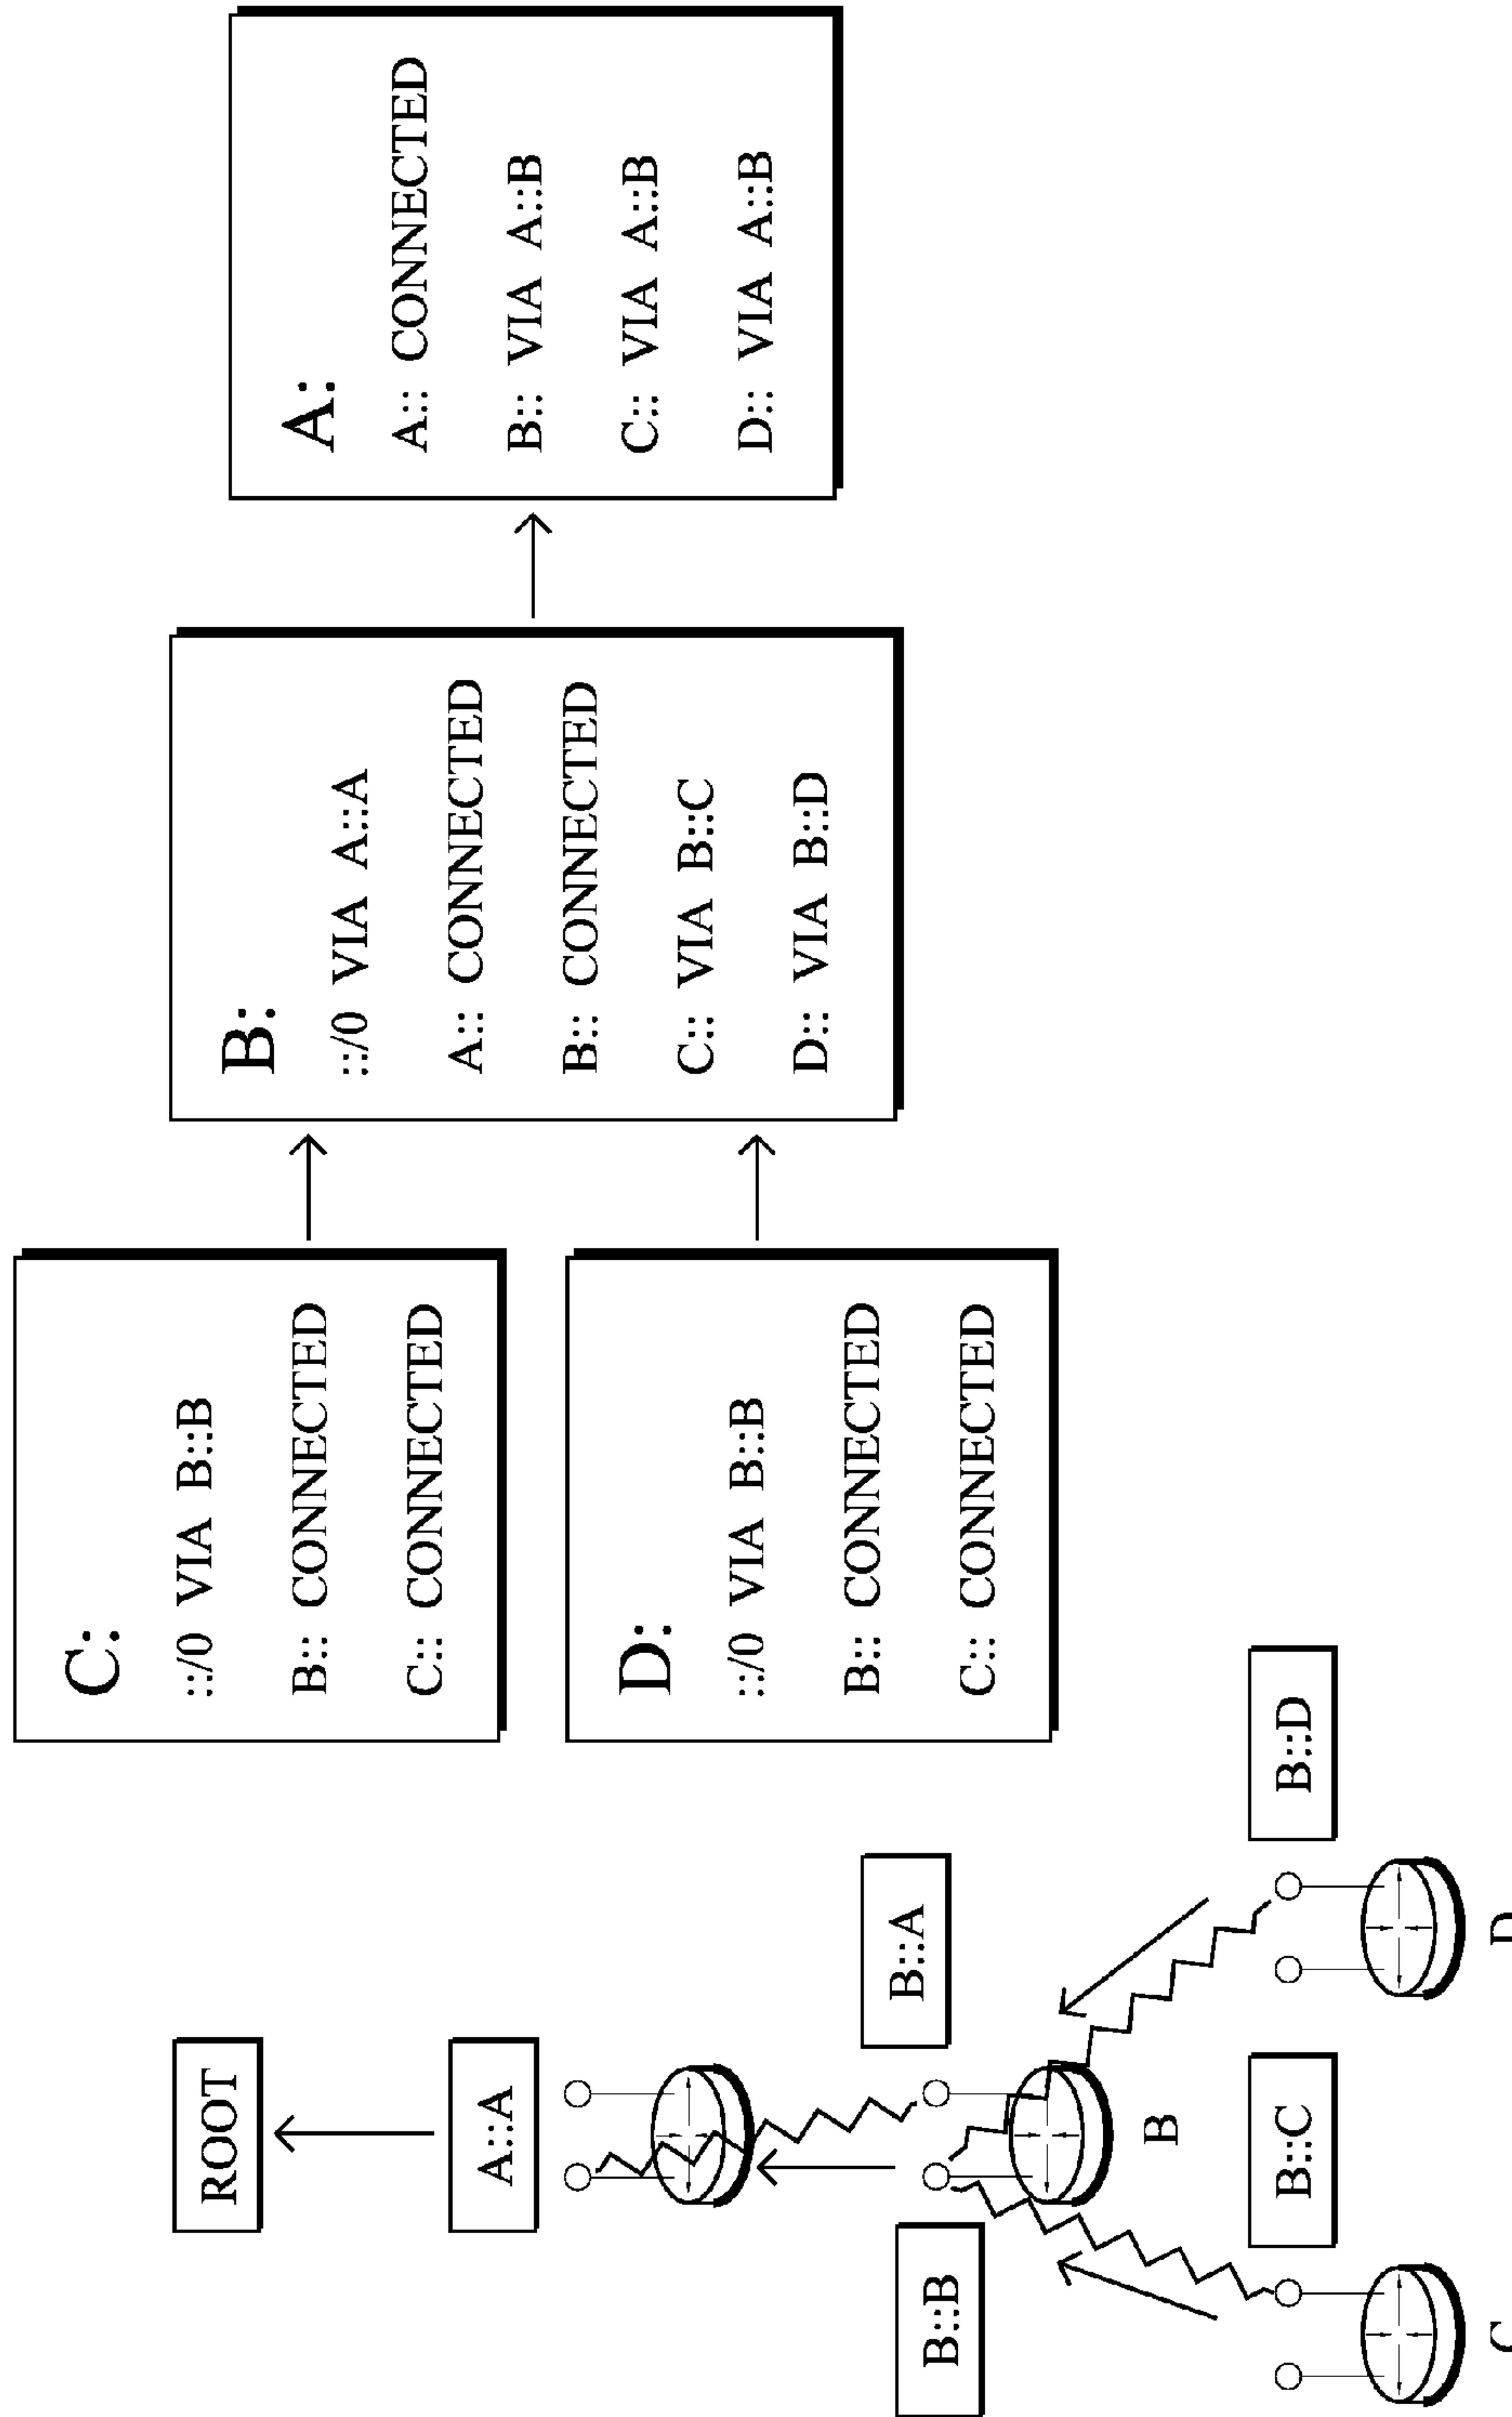 ROOT
A::A
B::B
B::A
B
B::C
B::D
C
D
C:
::/0 VIA B::B
B:: CONNECTED
C:: CONNECTED
D:
::/0 VIA B::B
B:: CONNECTED
C:: CONNECTED
B:
::/0 VIA A::A
A:: CONNECTED
B:: CONNECTED
C:: VIA B::C
D:: VIA B::D
A:
A:: CONNECTED
B:: VIA A::B
C:: VIA A::B
D:: VIA A::B